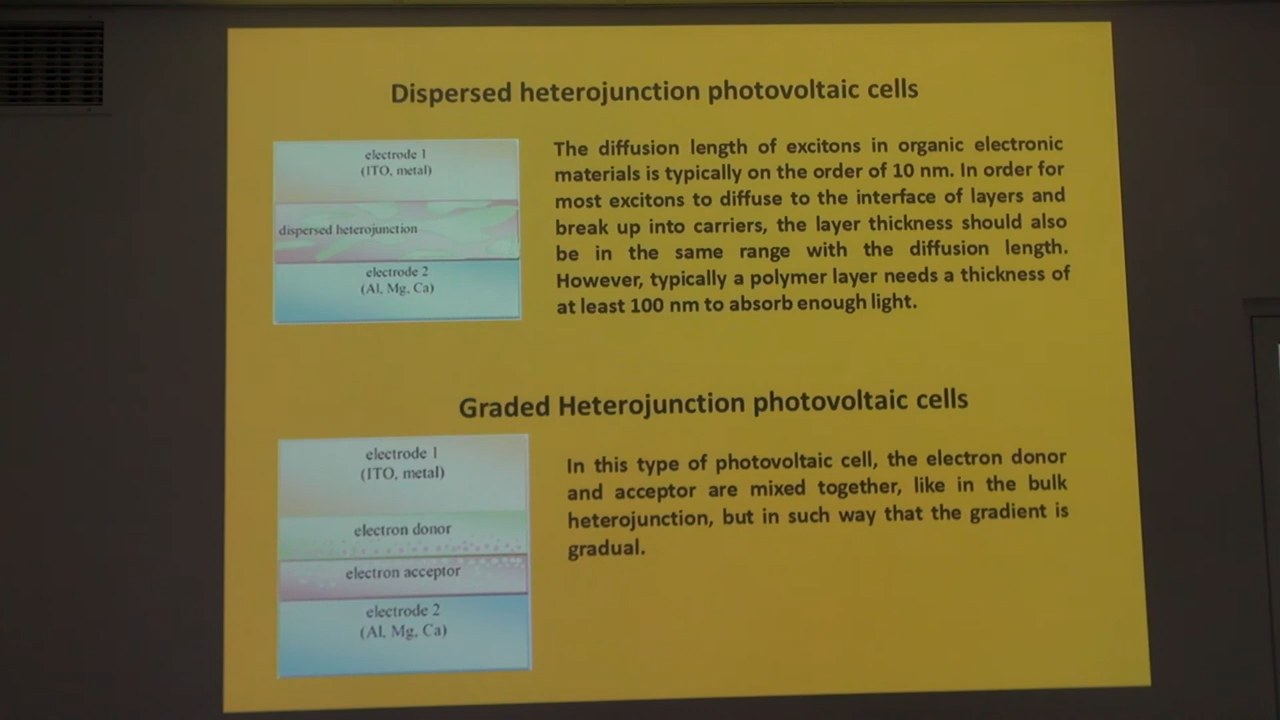 Dispersed heterojunction photovoltaic cells
electrode 1
(ITO, metal)
dispersed heterojunction
electrode 2
(Al, Mg, Ca)
The diffusion length of excitons in organic electronic
materials is typically on the order of 10 nm. In order for
most excitons to diffuse to the interface of layers and
break up into carriers, the layer thickness should also
be in the same range with the diffusion length.
However, typically a polymer layer needs a thickness of
at least 100 nm to absorb enough light.
Graded Heterojunction photovoltaic cells
electrode 1
(ITO, metal)
electron donor
electron acceptor
electrode 2
(Al, Mg, Ca)
In this type of photovoltaic cell, the electron donor
and acceptor are mixed together, like in the bulk
heterojunction, but in such way that the gradient is
gradual.